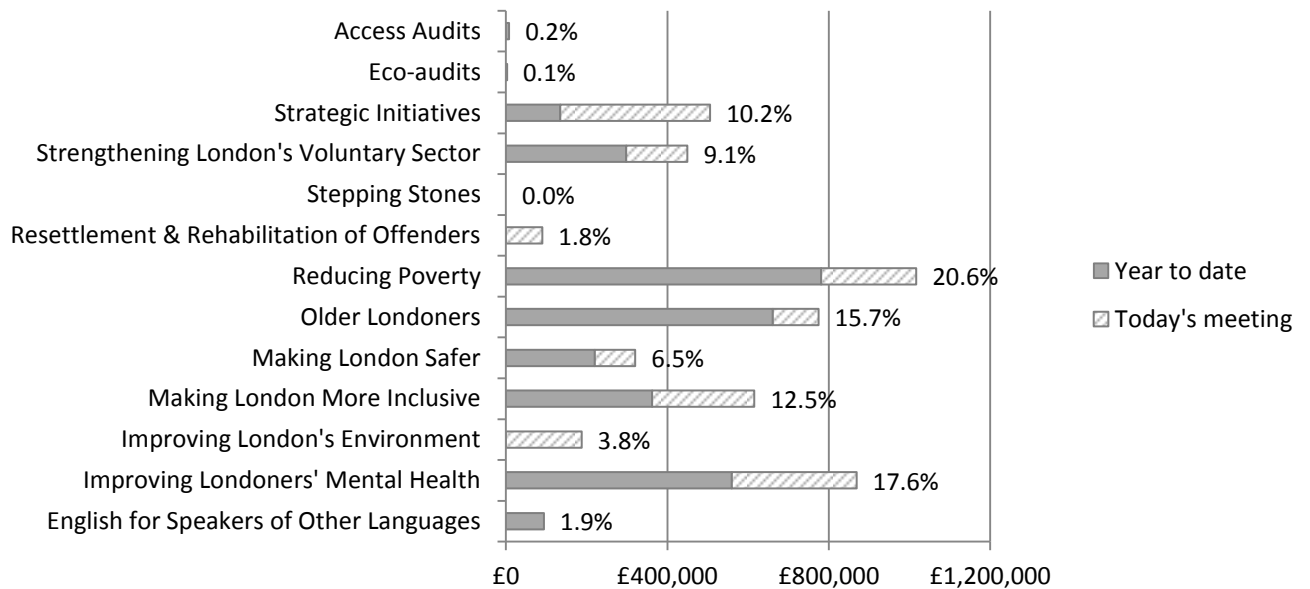 Access Audits 0.2%
Eco-audits 0.1%
Strategic Initiatives 10.2%
Strengthening London's Voluntary Sector 9.1%
Stepping Stones 0.0%
Resettlement & Rehabilitation of Offenders 1.8%
Reducing Poverty 20.6%
Older Londoners 15.7%
Making London Safer 6.5%
Making London More Inclusive 12.5%
Improving London's Environment 3.8%
Improving Londoners' Mental Health 17.6%
English for Speakers of Other Languages 1.9%
£0 £400,000 £800,000 £1,200,000
Year to date
Today's meeting